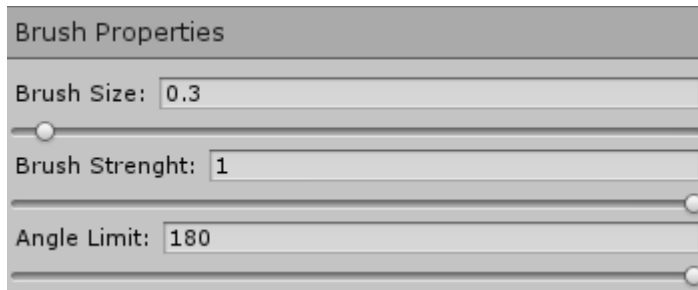 Brush Properties
Brush Size: 0.3
Brush Strenght: 1
Angle Limit: 180